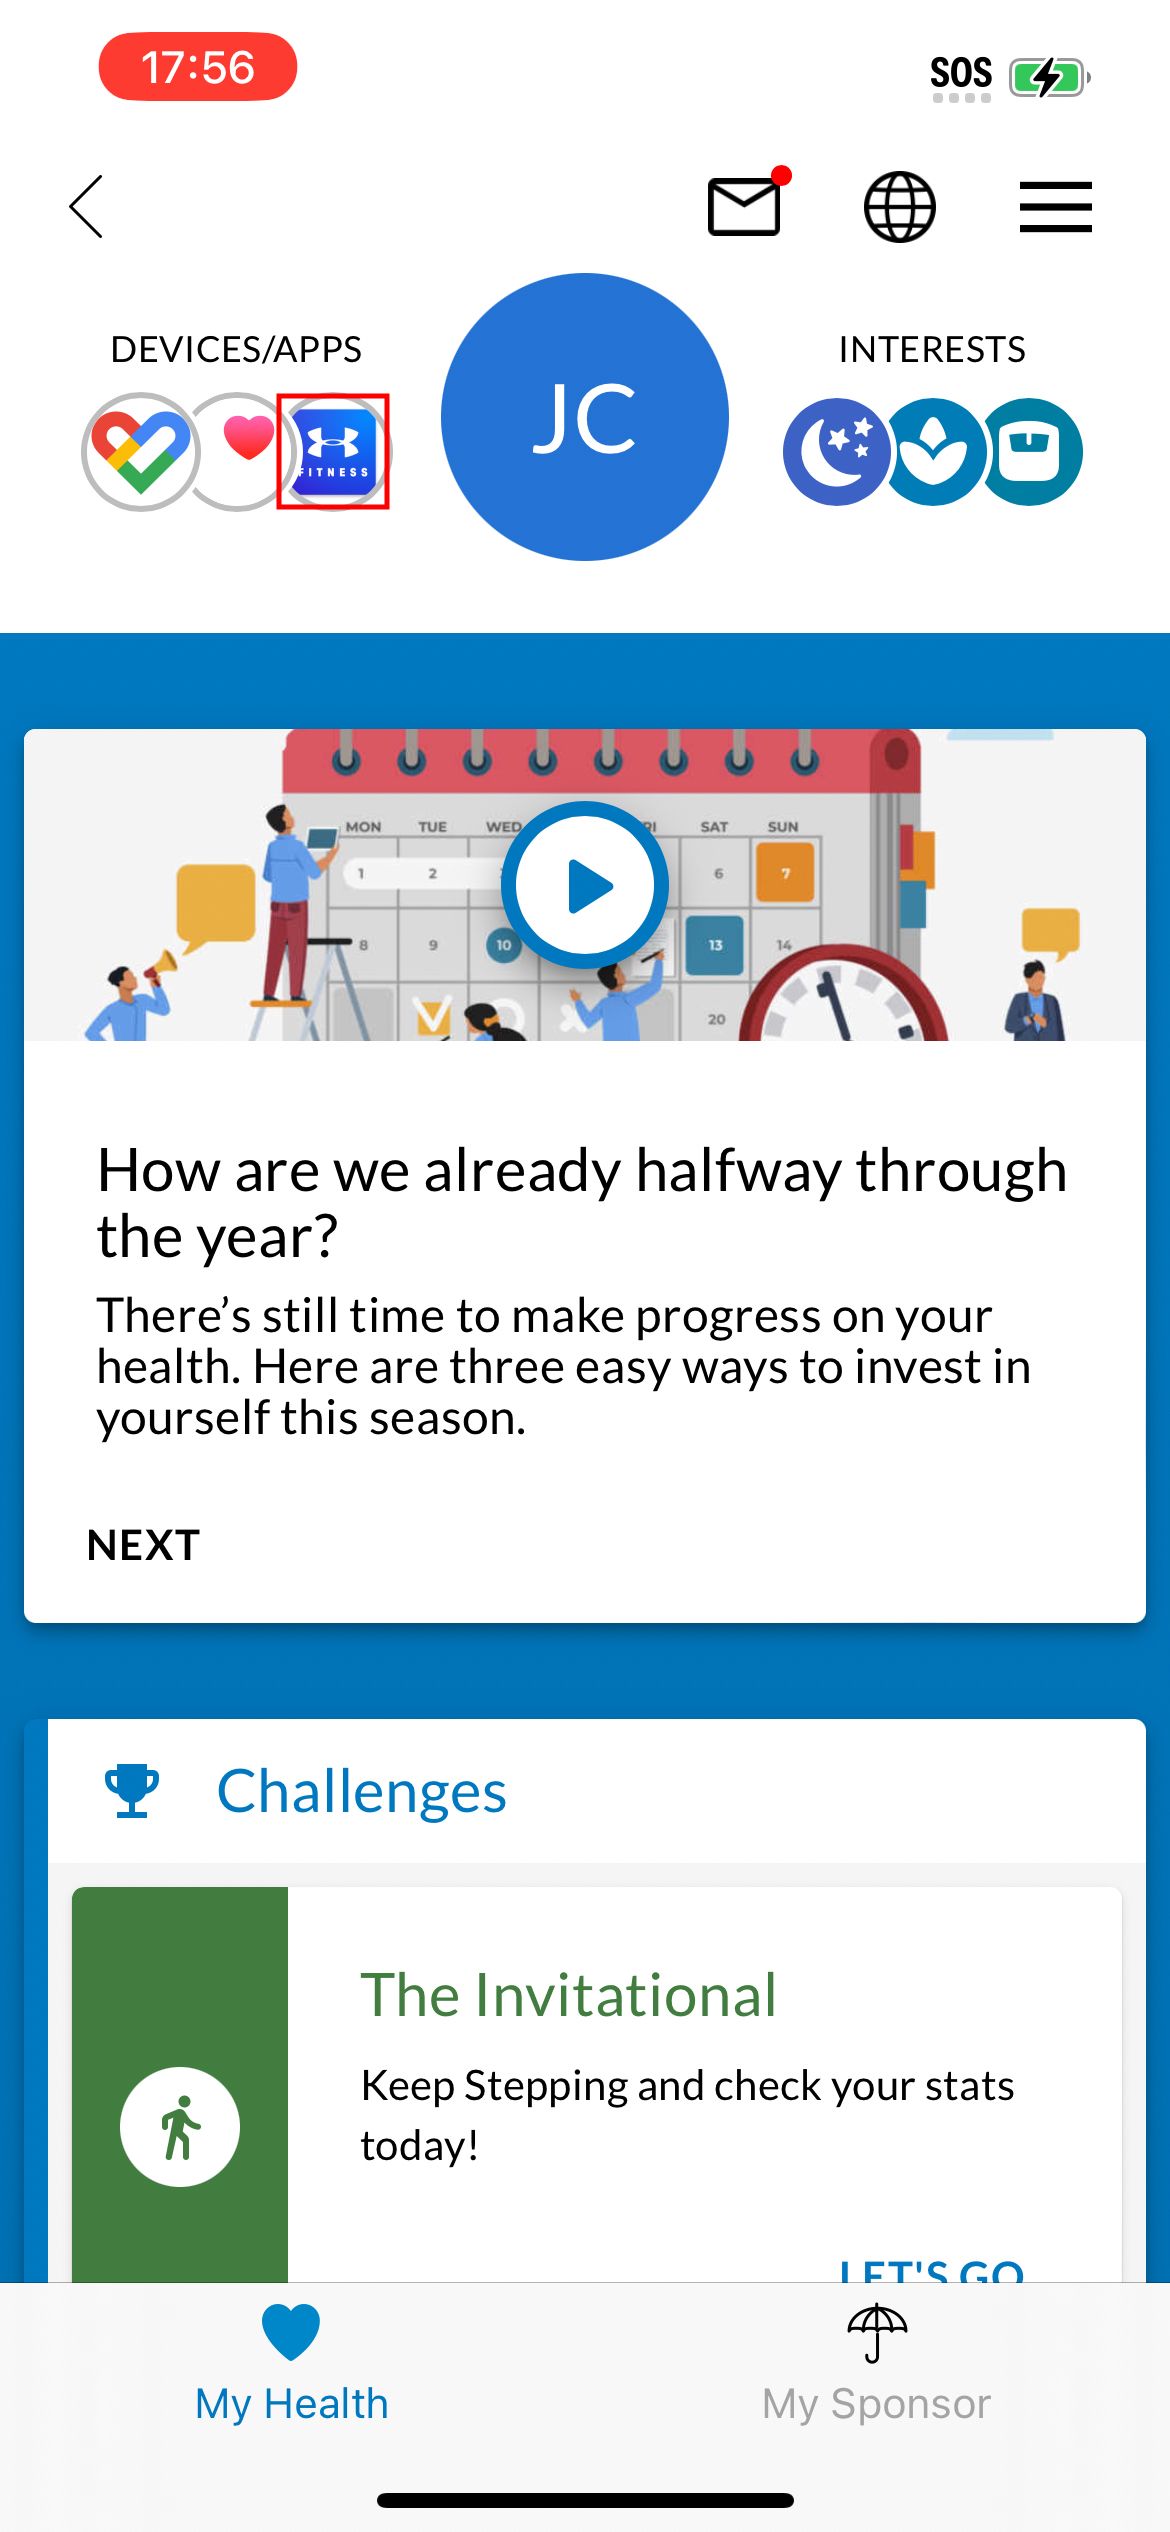 17:56
SOS
DEVICES/APPS
INTERESTS
JC
FITNESS
MON TUE WED RI SAT SUN
1 2 6 7
8 9 10 13 14
20
How are we already halfway through
the year?
There’s still time to make progress on your
health. Here are three easy ways to invest in
yourself this season.
NEXT
Challenges
The Invitational
Keep Stepping and check your stats
today!
LET'S GO
My Health
My Sponsor